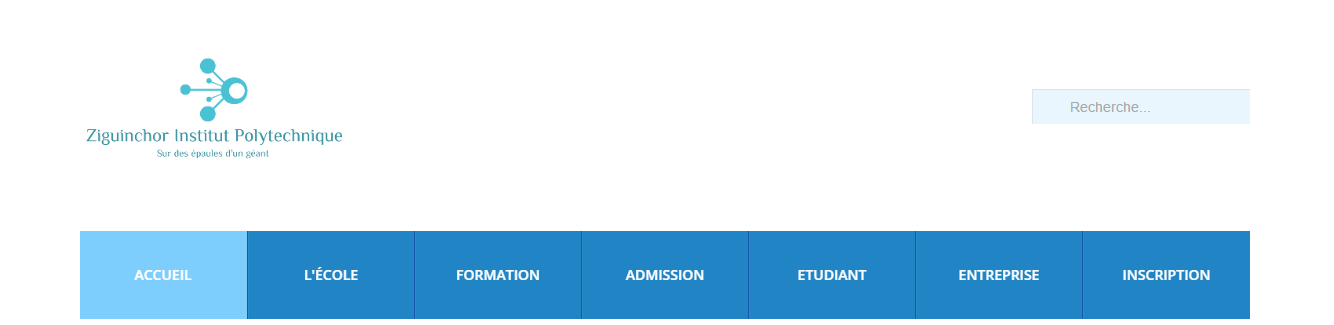 Ziguinchor Institut Polytechnique
Sur des épaules d'un géant
Recherche...
ACCUEIL
L'ÉCOLE
FORMATION
ADMISSION
ETUDIANT
ENTREPRISE
INSCRIPTION